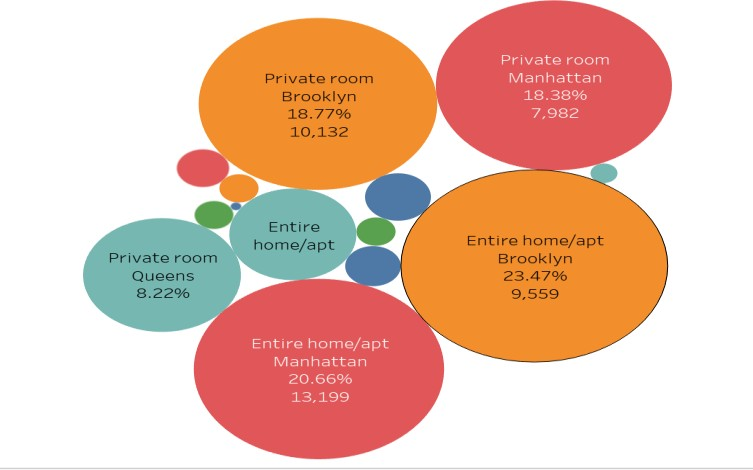 Private room
Brooklyn
18.77%
10,132
Private room
Manhattan
18.38%
7,982
Entire
home/apt
Private room
Queens
8.22%
Entire home/apt
Brooklyn
23.47%
9,559
Entire home/apt
Manhattan
20.66%
13,199